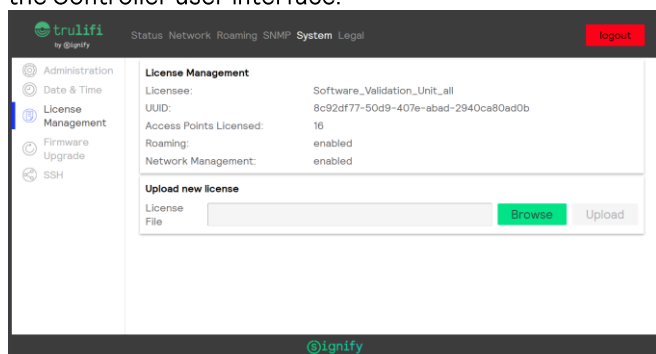 the Controller user interface.
trulifi
by Signify
Status Network Roaming SNMP System Legal
logout
Administration
Date & Time
License
Management
Firmware
Upgrade
SSH
License Management
Licensee: Software_Validation_Unit_all
UUID: 8c92df77-50d9-407e-abad-2940ca80ad0b
Access Points Licensed: 16
Roaming: enabled
Network Management: enabled
Upload new license
License
File
Browse
Upload
Signify